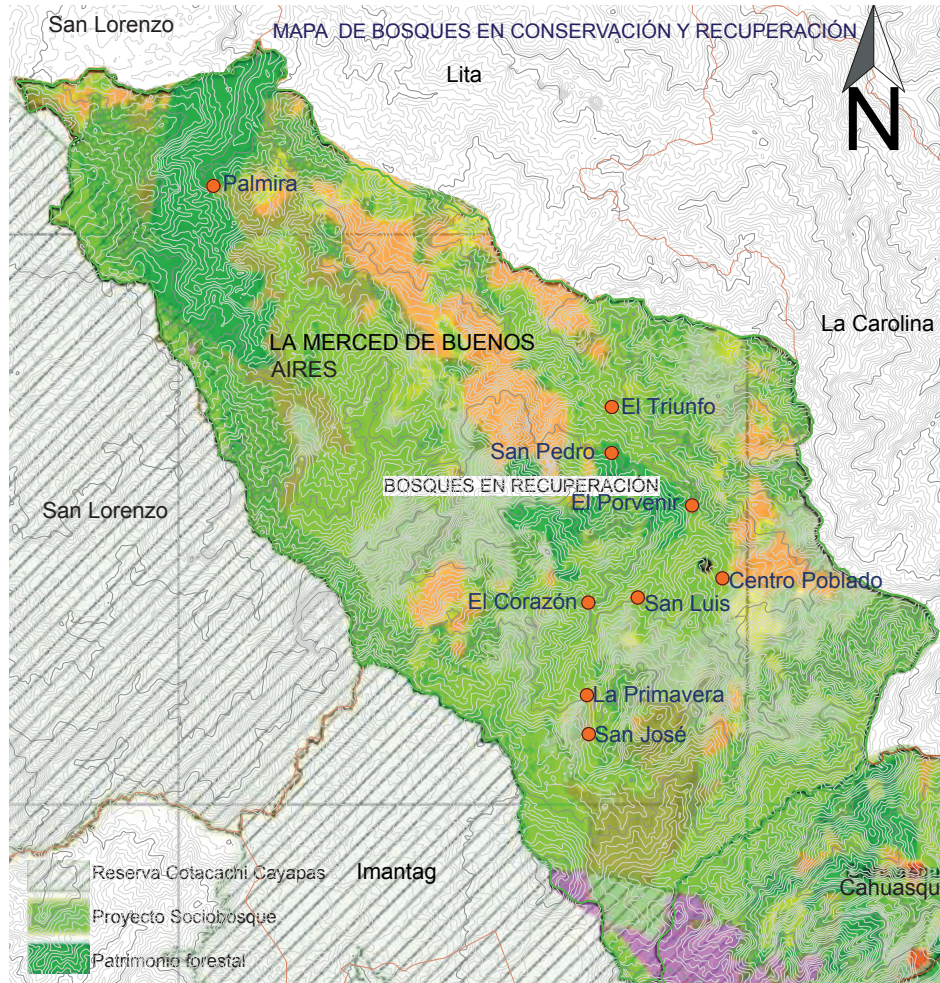 San Lorenzo
MAPA DE BOSQUES EN CONSERVACIÓN Y RECUPERACIÓN
Lita
N
Palmira
La Carolina
LA MERCED DE BUENOS
AIRES
El Triunfo
San Pedro
BOSQUES EN RECUPERACIÓN
El Porvenir
San Lorenzo
Centro Poblado
El Corazón
San Luis
La Primavera
San José
Reserva Cotacachi Cayapas
Imantag
Cahuasqu
Proyecto Sociobosque
Patrimonio forestal